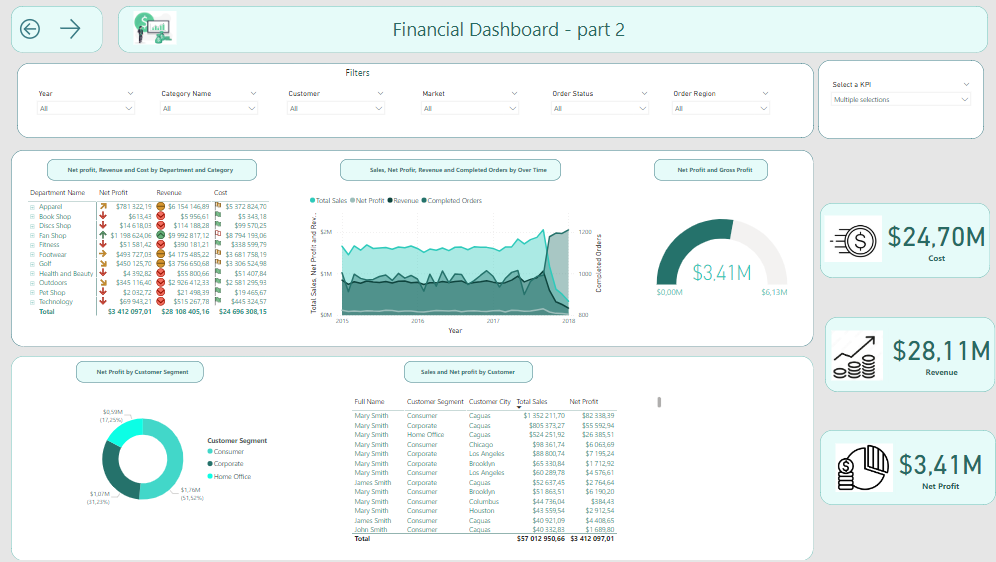 Financial Dashboard - part 2
Filters
Year Category Name Customer Market Order Status Order Region
All All All All All All
Select a KPI
Multiple selections
Net profit, Revenue and Cost by Department and Category
Department Name Net Profit Revenue Cost
Apparel $781 322,19 $6 154 146,89 $5 372 824,70
Book Shop $613,43 $5 956,61 $5 343,18
Discs Shop $14 618,03 $114 188,28 $99 570,25
Fan Shop $1 198 624,06 $9 992 817,12 $8 794 193,06
Fitness $51 581,42 $390 181,21 $338 599,79
Footwear $493 727,03 $4 175 485,22 $3 681 758,19
Golf $450 125,70 $3 756 650,68 $3 306 524,98
Health and Beauty $4 392,82 $55 800,66 $51 407,84
Outdoors $345 116,40 $2 926 412,33 $2 581 295,93
Pet Shop $2 032,72 $21 498,39 $19 465,67
Technology $69 943,21 $515 267,78 $445 324,57
Total $3 412 097,01 $28 108 405,16 $24 696 308,15
Sales, Net Profit, Revenue and Completed Orders by Over Time
Total Sales Net Profit Revenue Completed Orders
Total Sales, Net Profit and Rev...
$2M
$1M
$0M
1200
1000
800
Completed Orders
2015 2016 2017 2018
Year
Net Profit and Gross Profit
$3,41M
$0,00M $6,13M
$24,70M
Cost
$28,11M
Revenue
$3,41M
Net Profit
Net Profit by Customer Segment
$0,59M
(17,25%)
$1,07M
(31,23%)
$1,76M
(51,52%)
Customer Segment
Consumer
Corporate
Home Office
Sales and Net profit by Customer
Full Name Customer Segment Customer City Total Sales Net Profit
Mary Smith Consumer Caguas $1 352 211,70 $82 338,39
Mary Smith Corporate Caguas $805 373,27 $55 592,94
Mary Smith Home Office Caguas $524 251,92 $26 385,51
Mary Smith Consumer Chicago $98 361,74 $6 063,69
Mary Smith Corporate Los Angeles $88 800,74 $7 195,24
Mary Smith Corporate Brooklyn $65 330,84 $1 712,92
Mary Smith Consumer Los Angeles $60 289,78 $4 576,61
James Smith Corporate Caguas $52 637,45 $2 764,64
Mary Smith Consumer Brooklyn $51 863,51 $6 190,20
Mary Smith Consumer Columbus $44 736,04 $384,43
Mary Smith Consumer Houston $43 559,54 $2 912,54
James Smith Consumer Caguas $40 921,09 $4 408,65
John Smith Consumer Caguas $40 332,83 $1 689,80
Total $57 012 950,66 $3 412 097,01